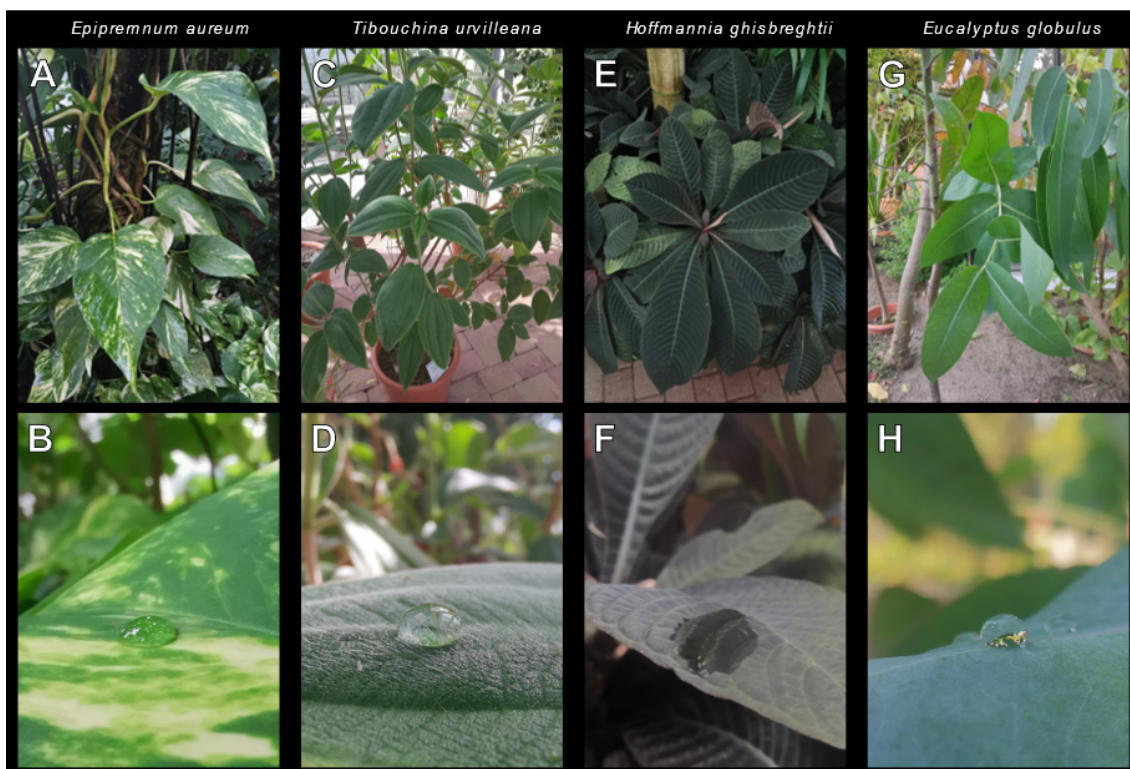 Epipremnum aureum
Tibouchina urvilleana
Hoffmannia ghisbreghtii
Eucalyptus globulus
A
C
E
G
B
D
F
H